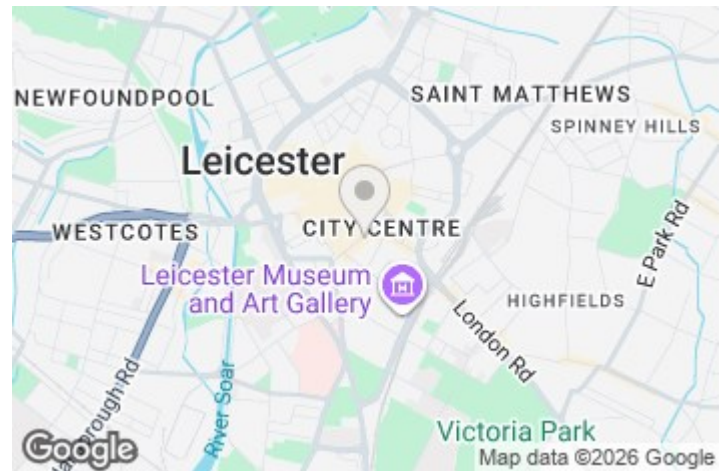 NEWFOUNDPOOL
SAINT MATTHEWS
SPINNEY HILLS
Leicester
WESTCOTES
CITY CENTRE
E Park Rd
Leicester Museum
and Art Gallery
HIGHFIELDS
London Rd
River Soar
Victoria Park
Google
Map data ©2026 Google